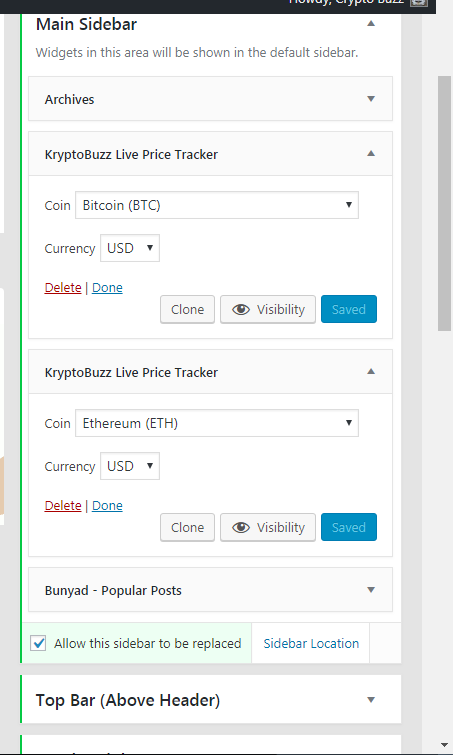 Howdy, Crypto Buzz
Main Sidebar
Widgets in this area will be shown in the default sidebar.
Archives
KryptoBuzz Live Price Tracker
Coin Bitcoin (BTC)
Currency USD
Delete | Done
Clone Visibility Saved
KryptoBuzz Live Price Tracker
Coin Ethereum (ETH)
Currency USD
Delete | Done
Clone Visibility Saved
Bunyad - Popular Posts
Allow this sidebar to be replaced Sidebar Location
Top Bar (Above Header)